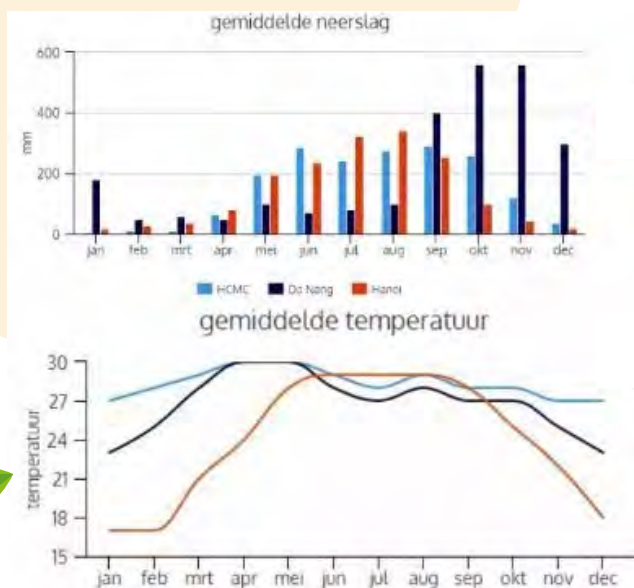 gemiddelde neerslag
600
400
200
0
mm
jan feb mrt apr mei jun jul aug sep okt nov dec
HCMC Da Nang Hanoi
gemiddelde temperatuur
30
27
24
21
18
15
temperatuur
jan feb mrt apr mei jun jul aug sep okt nov dec